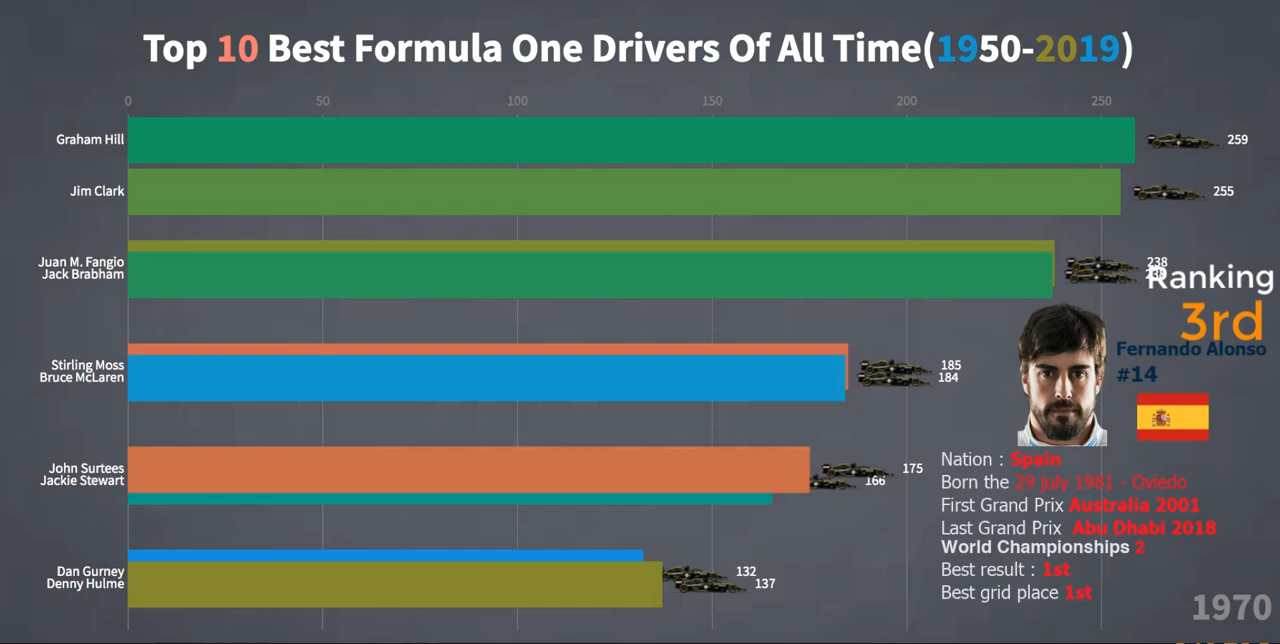 Top 10 Best Formula One Drivers Of All Time(1950-2019)
0 50 100 150 200 250
Graham Hill 259
Jim Clark 255
Juan M. Fangio 238
Jack Brabham
Ranking
3rd
Fernando Alonso
#14
Stirling Moss 185
Bruce McLaren 184
John Surtees 175
Jackie Stewart 166
Nation : Spain
Born the 29 july 1981 - Oviedo
First Grand Prix Australia 2001
Last Grand Prix Abu Dhabi 2018
World Championships 2
Best result : 1st
Best grid place 1st
Dan Gurney 132
Denny Hulme 137
1970